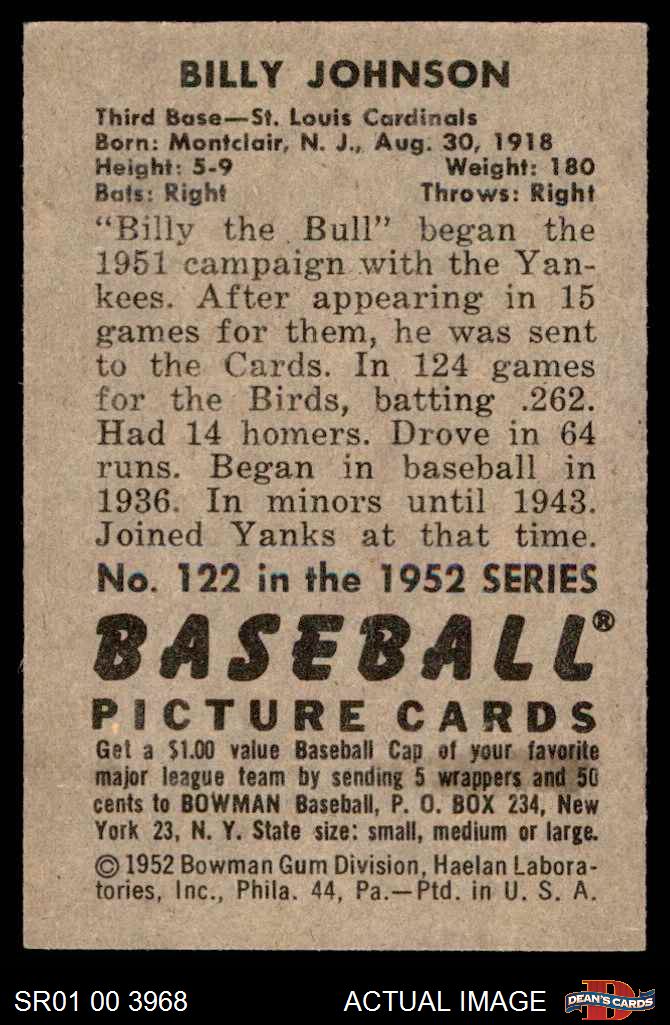 BILLY JOHNSON
Third Base—St. Louis Cardinals
Born: Montclair, N. J., Aug. 30, 1918
Height: 5-9 Weight: 180
Bats: Right Throws: Right
"Billy the Bull" began the
1951 campaign with the Yan-
kees. After appearing in 15
games for them, he was sent
to the Cards. In 124 games
for the Birds, batting .262.
Had 14 homers. Drove in 64
runs. Began in baseball in
1936. In minors until 1943.
Joined Yanks at that time.
No. 122 in the 1952 SERIES
BASEBALL®
PICTURE CARDS
Get a $1.00 value Baseball Cap of your favorite
major league team by sending 5 wrappers and 50
cents to BOWMAN Baseball, P. O. BOX 234, New
York 23, N. Y. State size: small, medium or large.
© 1952 Bowman Gum Division, Haelan Labora-
tories, Inc., Phila. 44, Pa.—Ptd. in U. S. A.
SR01 00 3968 ACTUAL IMAGE D DEAN'S CARDS